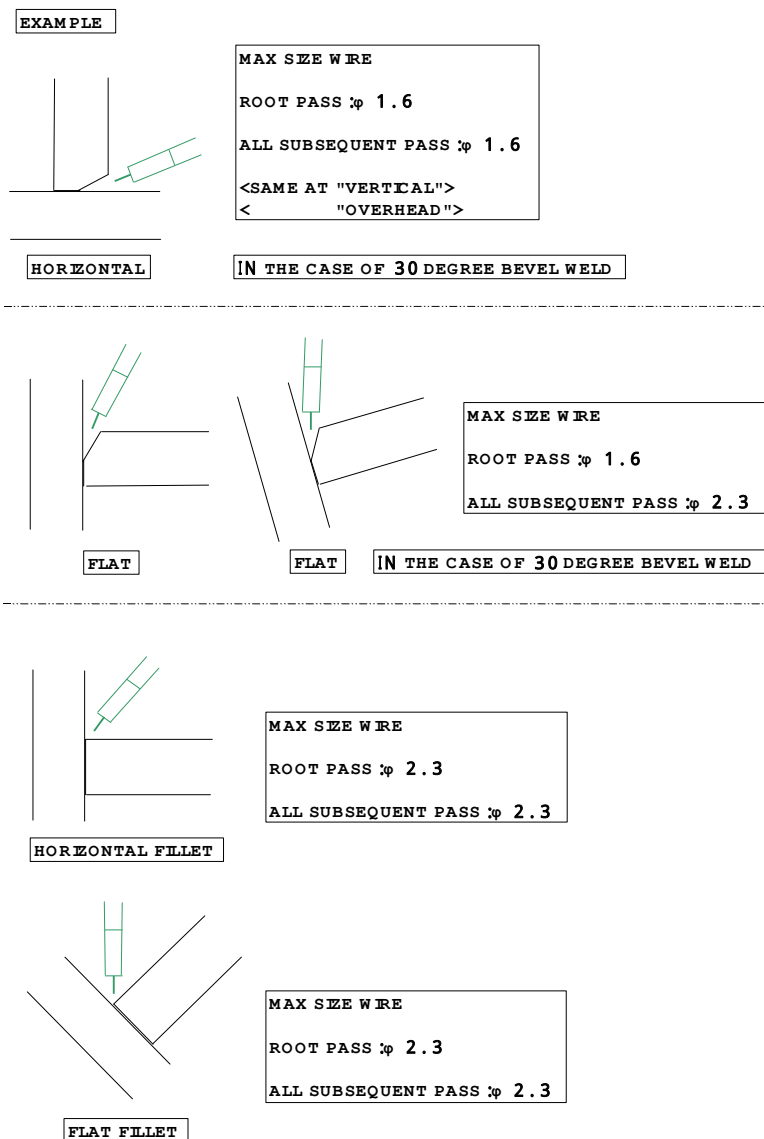 EXAMPLE
MAX SIZE WIRE
ROOT PASS :φ 1.6
ALL SUBSEQUENT PASS :φ 1.6
<SAME AT "VERTICAL">
< "OVERHEAD">
HORIZONTAL
IN THE CASE OF 30 DEGREE BEVEL WELD
MAX SIZE WIRE
ROOT PASS :φ 1.6
ALL SUBSEQUENT PASS :φ 2.3
FLAT
FLAT
IN THE CASE OF 30 DEGREE BEVEL WELD
MAX SIZE WIRE
ROOT PASS :φ 2.3
ALL SUBSEQUENT PASS :φ 2.3
HORIZONTAL FILLET
MAX SIZE WIRE
ROOT PASS :φ 2.3
ALL SUBSEQUENT PASS :φ 2.3
FLAT FILLET